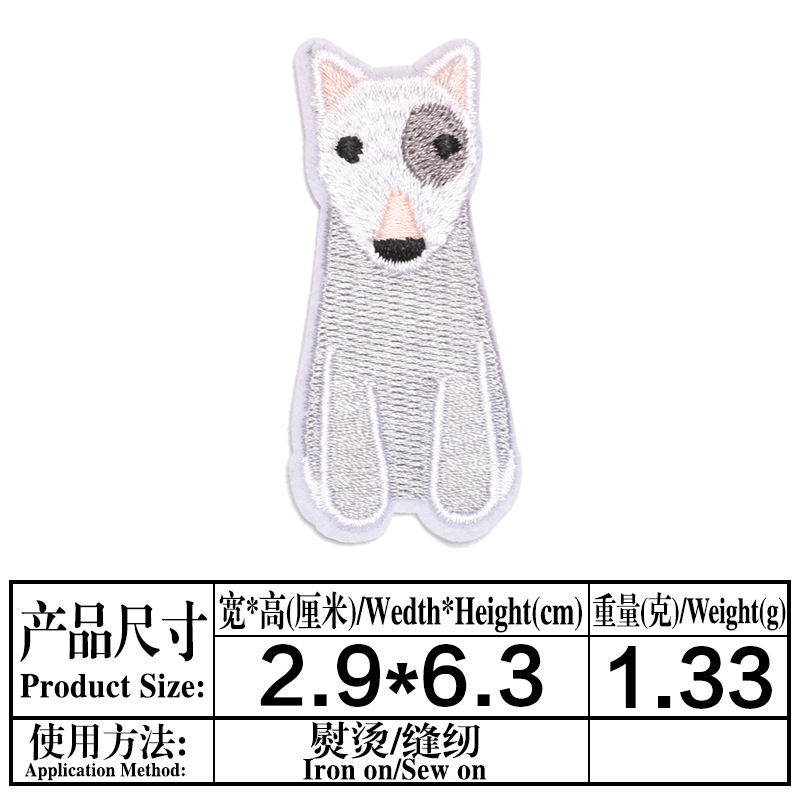 产品尺寸
Product Size:
宽*高(厘米)/Wedth*Height(cm)
重量(克)/Weight(g)
2.9*6.3
1.33
使用方法:
Application Method:
熨烫/缝纫
Iron on/Sew on